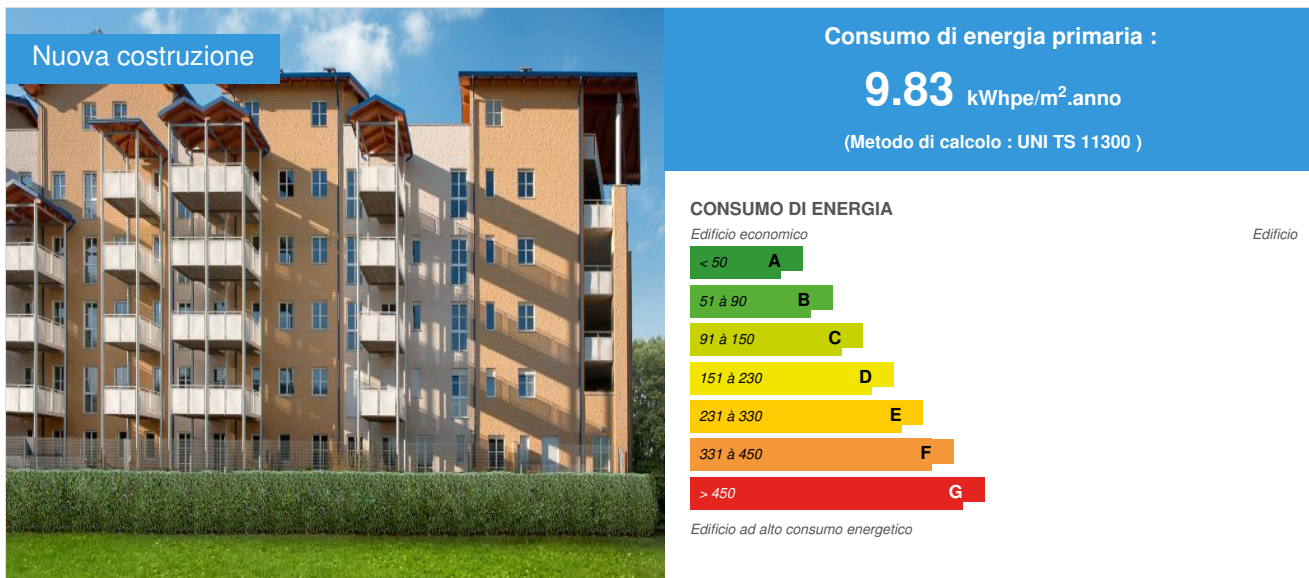 Nuova costruzione
Consumo di energia primaria :
9.83 kWhpe/m².anno
(Metodo di calcolo : UNI TS 11300 )
CONSUMO DI ENERGIA
Edificio economico
Edificio
< 50 A
51 à 90 B
91 à 150 C
151 à 230 D
231 à 330 E
331 à 450 F
> 450 G
Edificio ad alto consumo energetico